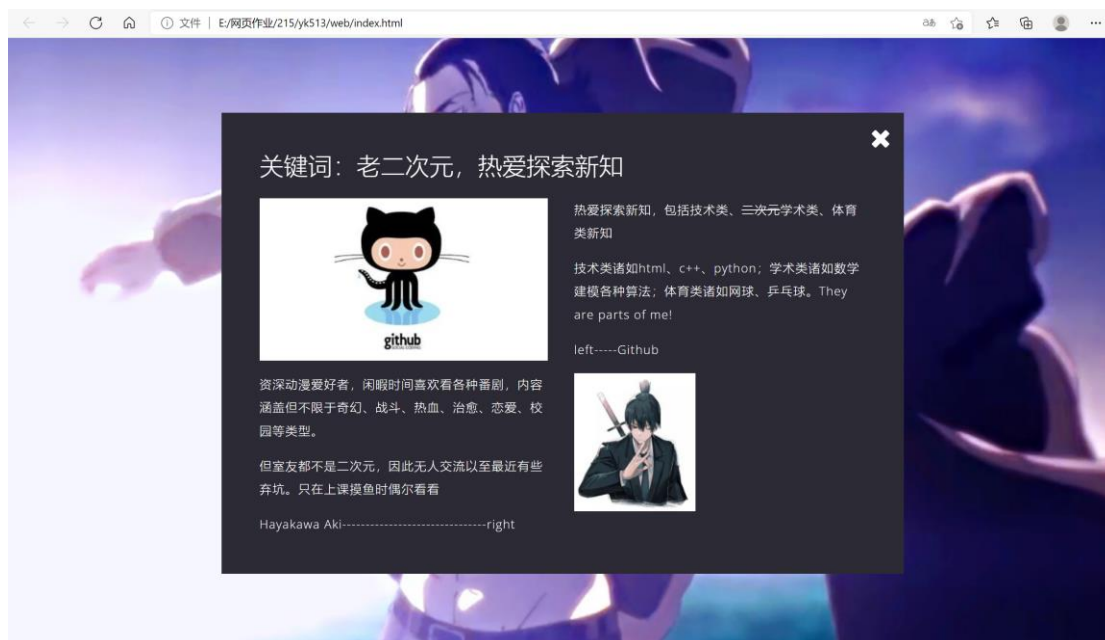 文件
E:/网页作业/215/yk513/web/index.html
关键词：老二次元，热爱探索新知
github
资深动漫爱好者，闲暇时间喜欢看各种番剧，内容
涵盖但不限于奇幻、战斗、热血、治愈、恋爱、校
园等类型。
但室友都不是二次元，因此无人交流以至最近有些
弃坑。只在上课摸鱼时偶尔看看
Hayakawa Aki-------------------------------right
热爱探索新知，包括技术类、二次元学术类、体育
类新知
技术类诸如html、c++、python；学术类诸如数学
建模各种算法；体育类诸如网球、乒乓球。They
are parts of me!
left-----Github